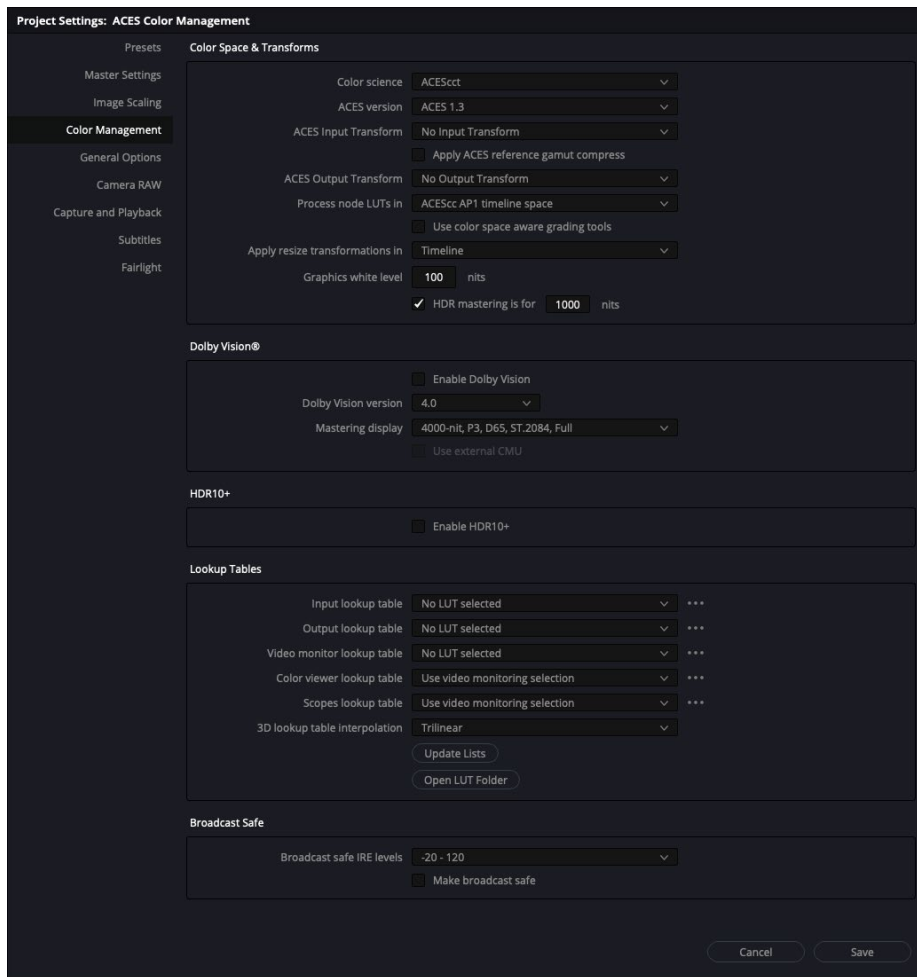 Project Settings: ACES Color Management
Presets
Master Settings
Image Scaling
Color Management
General Options
Camera RAW
Capture and Playback
Subtitles
Fairlight
Color Space & Transforms
Color science ACEScct
ACES version ACES 1.3
ACES Input Transform No Input Transform
Apply ACES reference gamut compress
ACES Output Transform No Output Transform
Process node LUTs in ACEScc AP1 timeline space
Use color space aware grading tools
Apply resize transformations in Timeline
Graphics white level 100 nits
HDR mastering is for 1000 nits
Dolby Vision®
Enable Dolby Vision
Dolby Vision version 4.0
Mastering display 4000-nit, P3, D65, ST.2084, Full
Use external CMU
HDR10+
Enable HDR10+
Lookup Tables
Input lookup table No LUT selected
Output lookup table No LUT selected
Video monitor lookup table No LUT selected
Color viewer lookup table Use video monitoring selection
Scopes lookup table Use video monitoring selection
3D lookup table interpolation Trilinear
Update Lists
Open LUT Folder
Broadcast Safe
Broadcast safe IRE levels -20 - 120
Make broadcast safe
Cancel Save